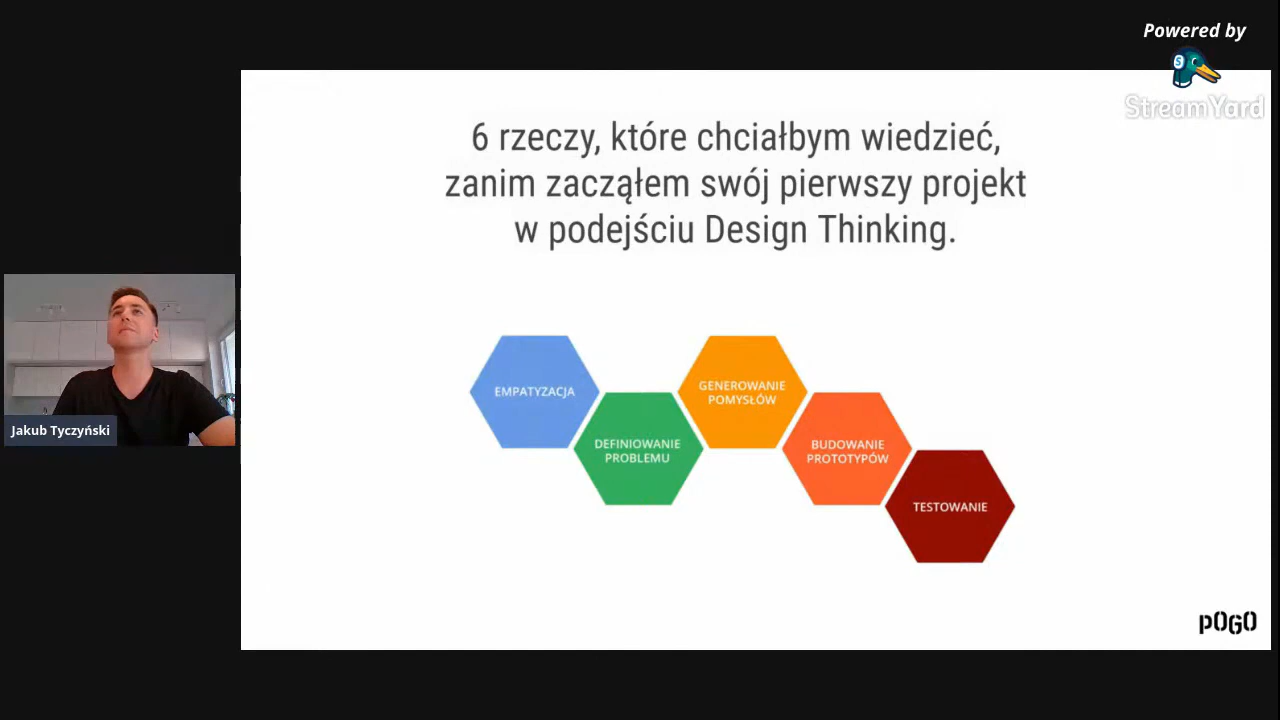 Powered by
StreamYard
6 rzeczy, które chciałbym wiedzieć,
zanim zacząłem swój pierwszy projekt
w podejściu Design Thinking.
EMPATYZACJA
DEFINIOWANIE
PROBLEMU
GENEROWANIE
POMYSŁÓW
BUDOWANIE
PROTOTYPÓW
TESTOWANIE
Jakub Tyczyński
pOGO